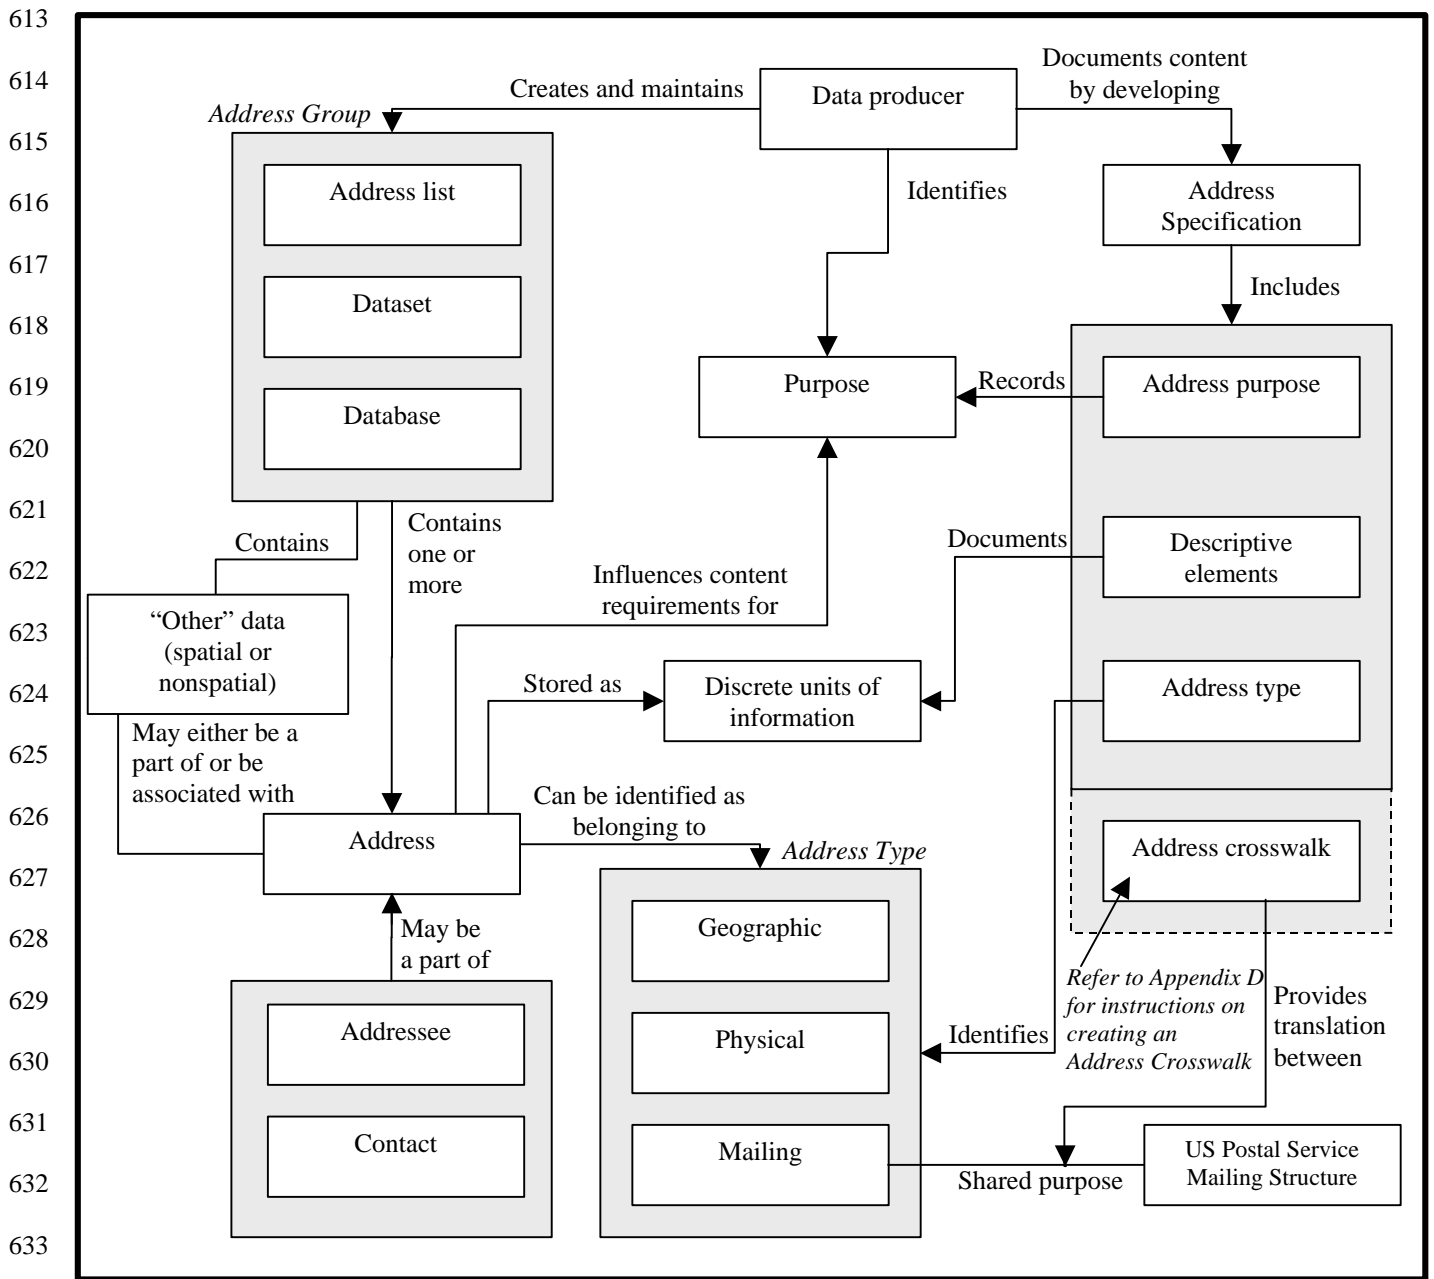 613
614
615
616
617
618
619
620
621
622
623
624
625
626
627
628
629
630
631
632
633
Creates and maintains
Data producer
Documents content
by developing
Address Group
Address list
Dataset
Database
Identifies
Address
Specification
Includes
Purpose
Records
Address purpose
Contains
Contains
one or
more
Documents
Descriptive
elements
Influences content
requirements for
“Other” data
(spatial or
nonspatial)
Stored as
Discrete units of
information
Address type
May either be a
part of or be
associated with
Can be identified as
belonging to
Address
Address Type
Address crosswalk
Geographic
Physical
Mailing
May be
a part of
Addressee
Contact
Identifies
Refer to Appendix D
for instructions on
creating an
Address Crosswalk
Provides
translation
between
Shared purpose
US Postal Service
Mailing Structure